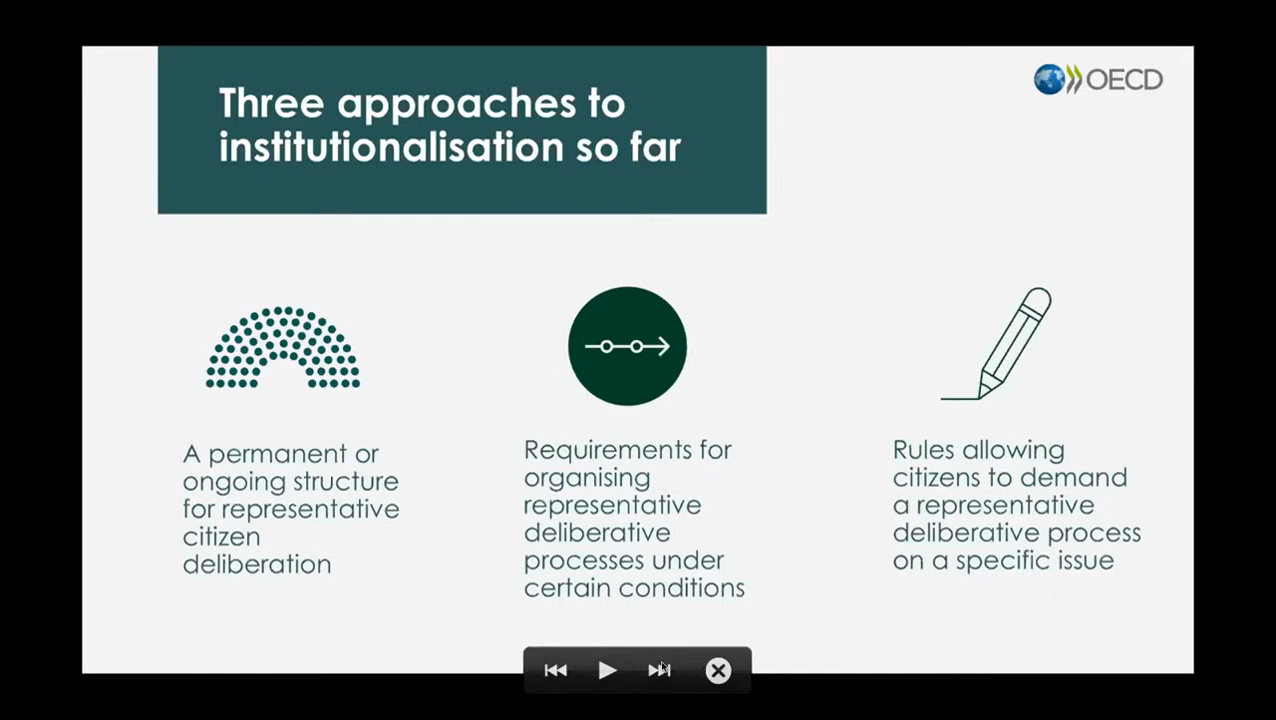 Three approaches to
institutionalisation so far
OECD
A permanent or
ongoing structure
for representative
citizen
deliberation
Requirements for
organising
representative
deliberative
processes under
certain conditions
Rules allowing
citizens to demand
a representative
deliberative process
on a specific issue